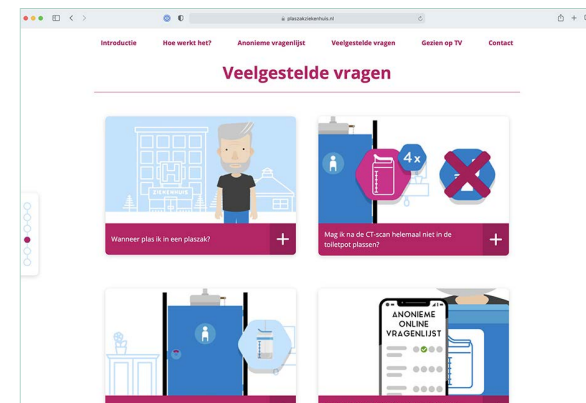 plaszakziekenhuis.nl
Introductie Hoe werkt het? Anonieme vragenlijst Veelgestelde vragen Gezien op TV Contact
Veelgestelde vragen
H
ZIEKENHUIS
4x
Wanneer plas ik in een plaszak?
+
Mag ik na de CT-scan helemaal niet in de
toiletpot plassen?
+
ANONIEME
ONLINE
VRAGENLIJST